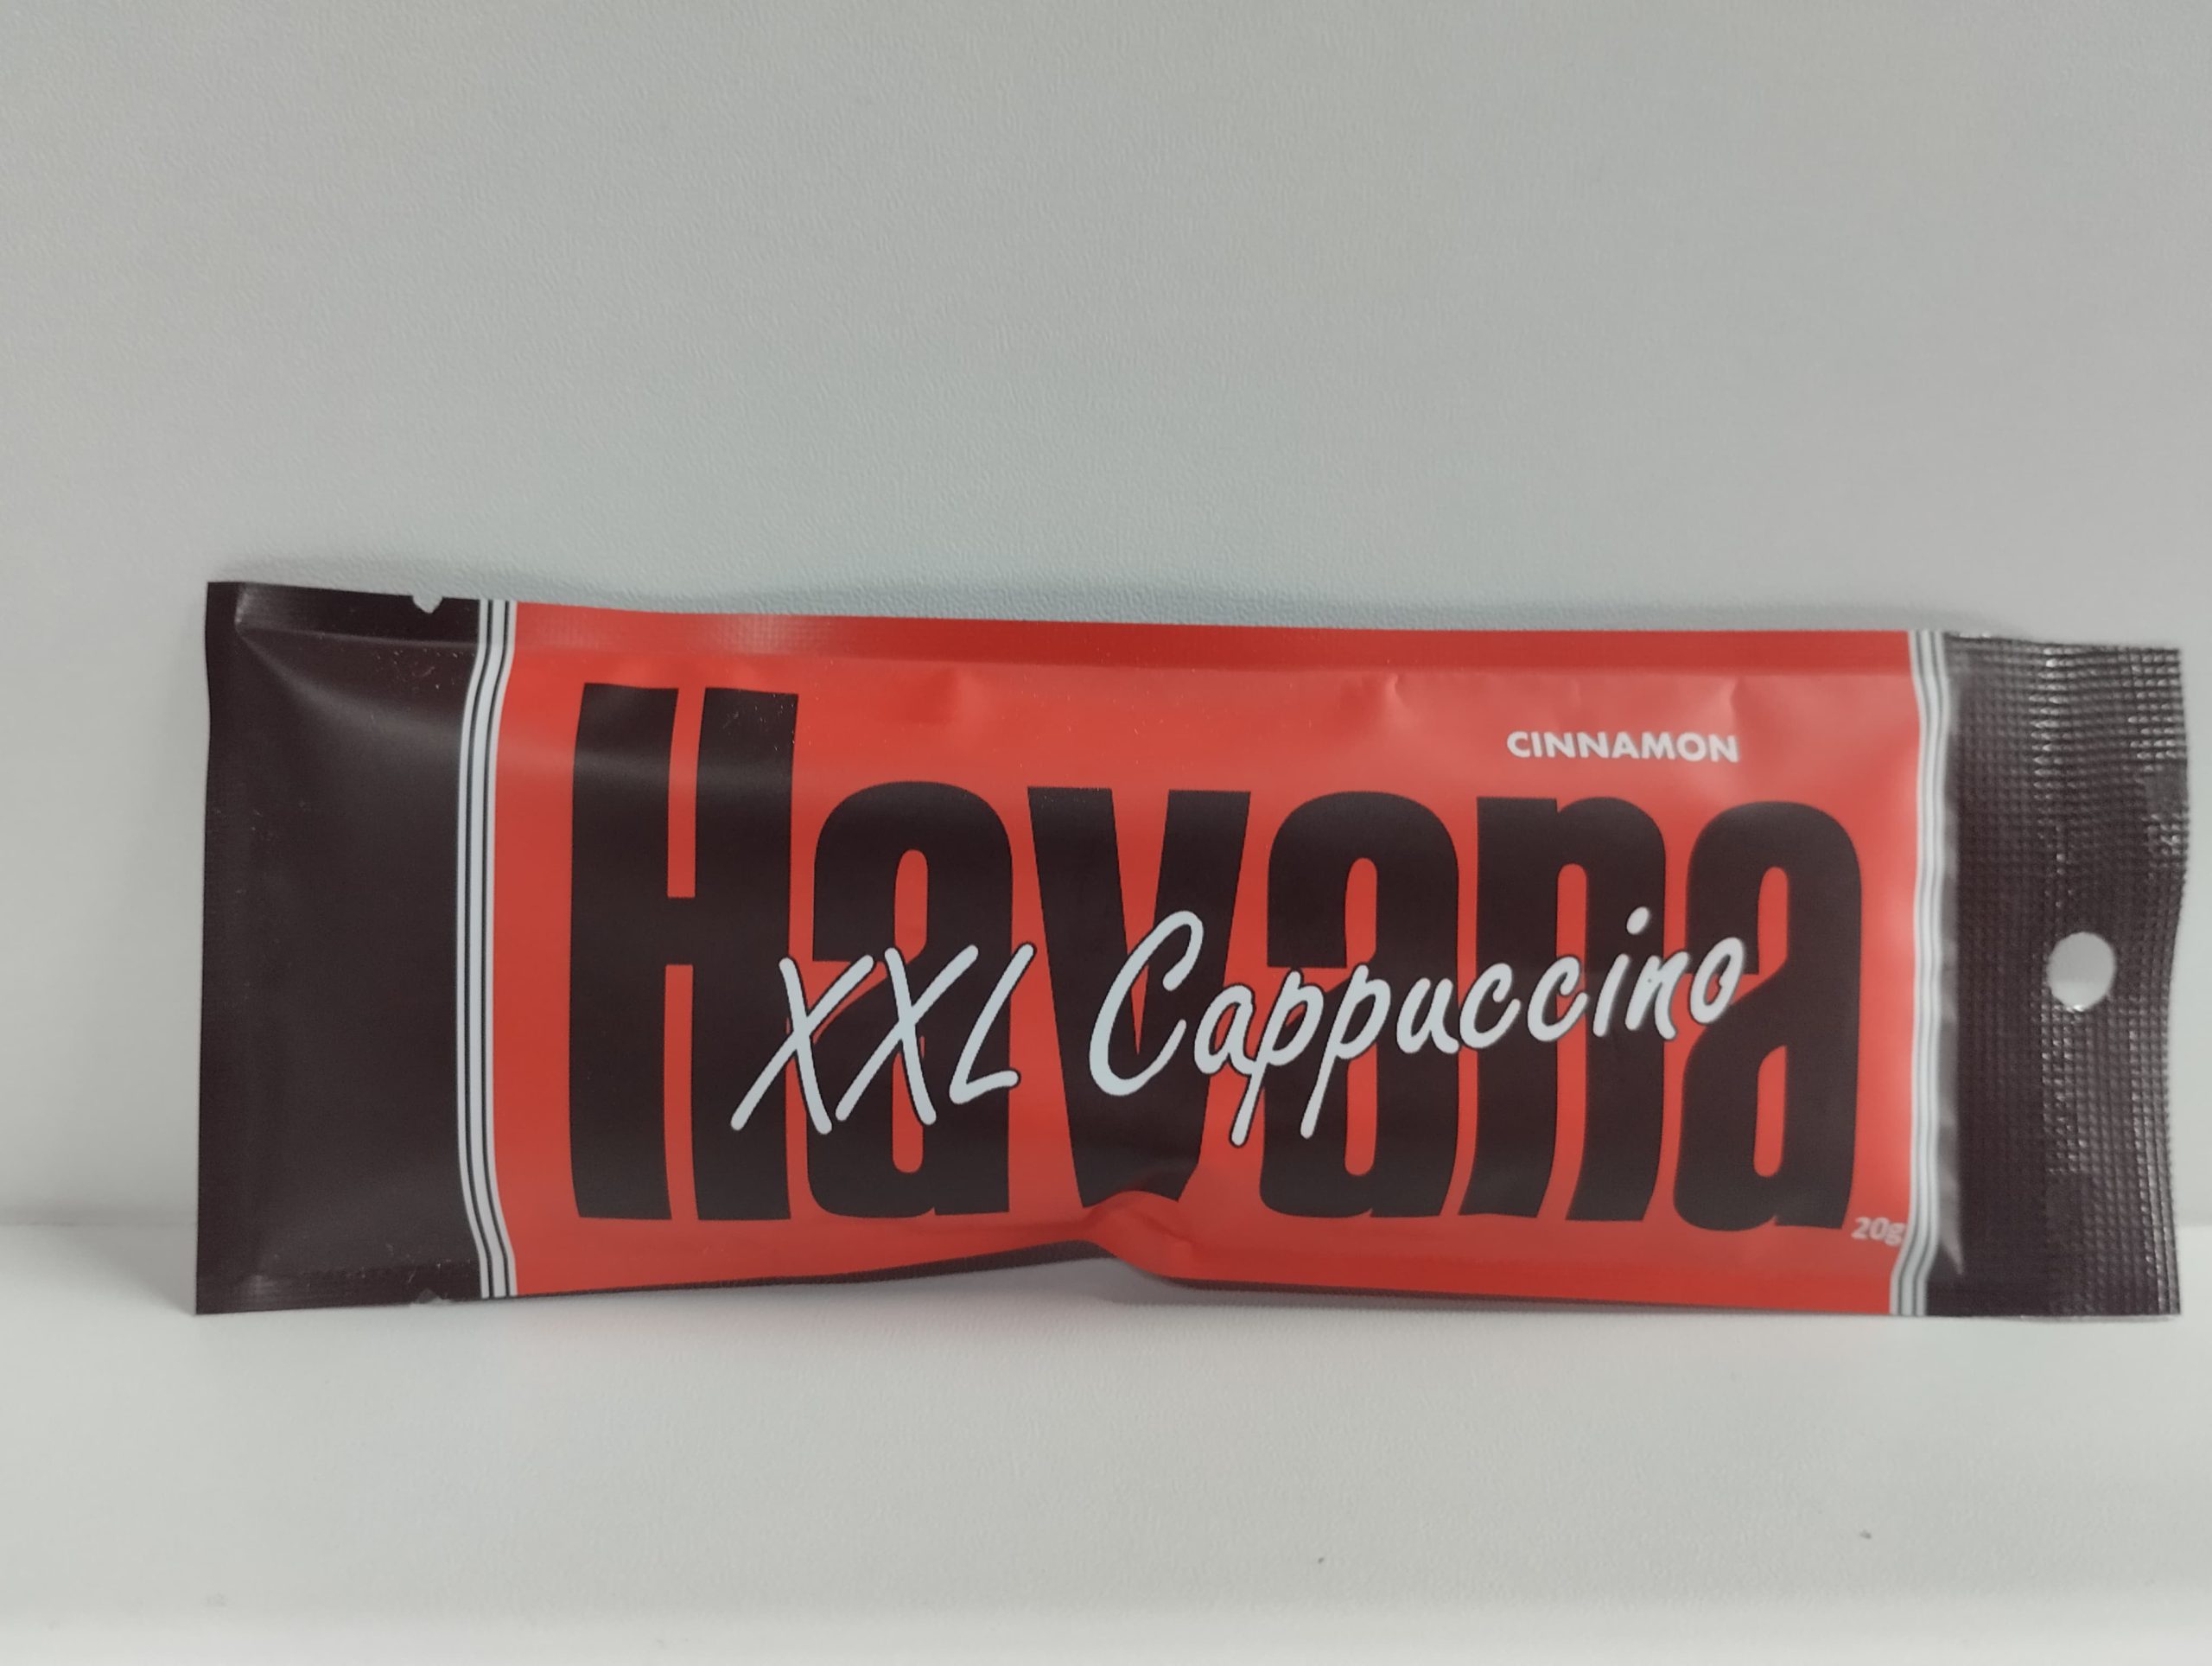 CINNAMON
Havana
XXL Cappuccino
20g